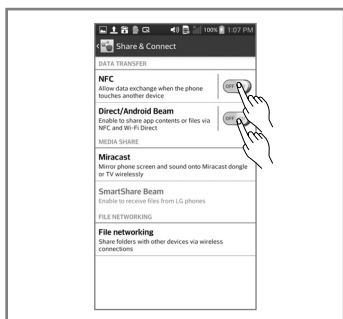 100% 1:07 PM
Share & Connect
DATA TRANSFER
NFC
Allow data exchange when the phone
touches another device
OFF
Direct/Android Beam
Enable to share app contents or files via
NFC and Wi-Fi Direct
OFF
MEDIA SHARE
Miracast
Mirror phone screen and sound onto Miracast dongle
or TV wirelessly
SmartShare Beam
Enable to receive files from LG phones
FILE NETWORKING
File networking
Share folders with other devices via wireless
connections